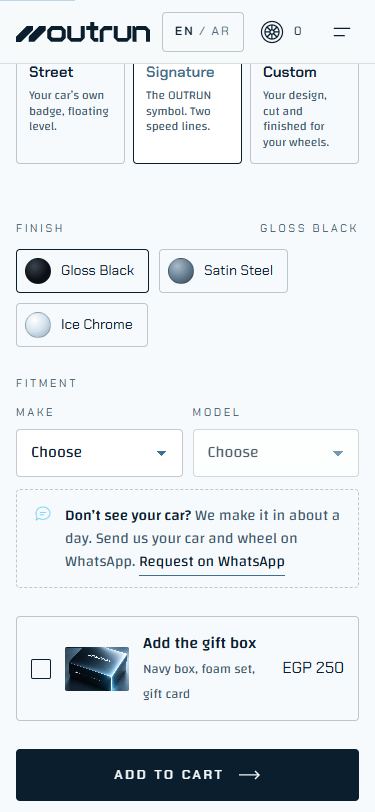 outrun
EN / AR
0
Street
Your car's own
badge, floating
level.
Signature
The OUTRUN
symbol. Two
speed lines.
Custom
Your design,
cut and
finished for
your wheels.
FINISH
GLOSS BLACK
Gloss Black
Satin Steel
Ice Chrome
FITMENT
MAKE
MODEL
Choose
Choose
Don't see your car? We make it in about a
day. Send us your car and wheel on
WhatsApp. Request on WhatsApp
Add the gift box
Navy box, foam set,
gift card
EGP 250
ADD TO CART